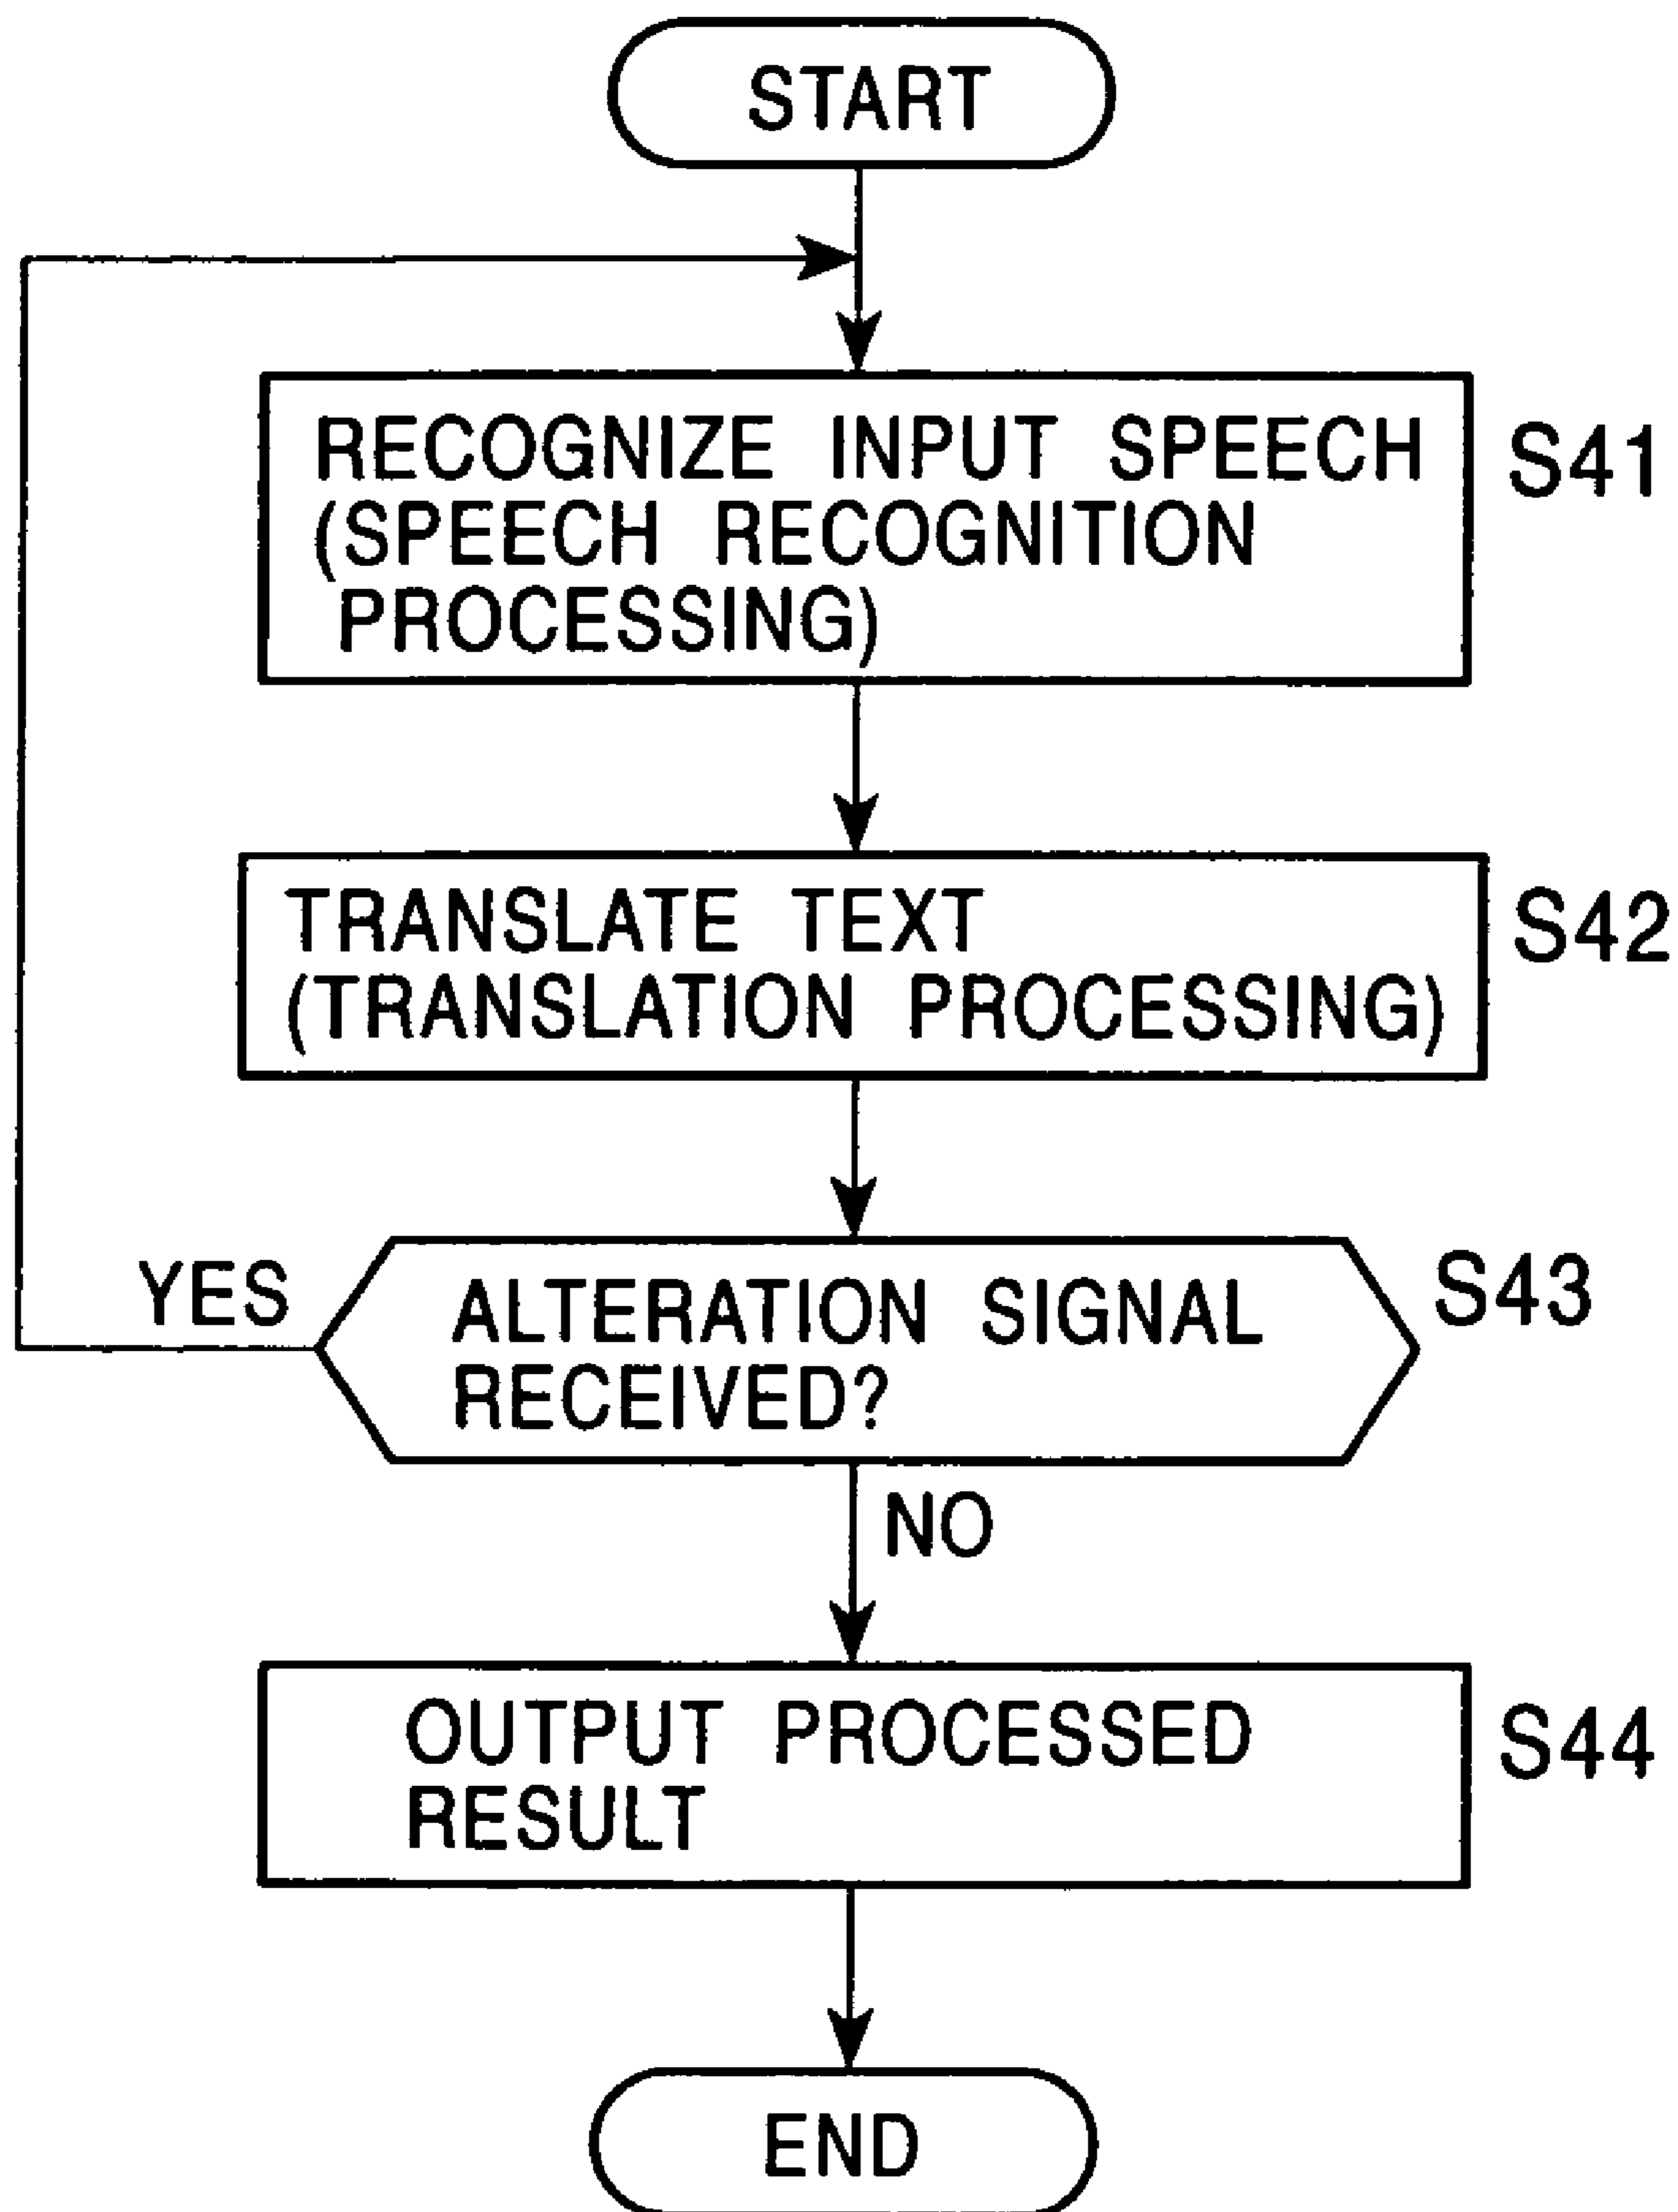 START
RECOGNIZE INPUT SPEECH
(SPEECH RECOGNITION
PROCESSING)
S41
TRANSLATE TEXT
(TRANSLATION PROCESSING)
S42
YES
ALTERATION SIGNAL
RECEIVED?
S43
NO
OUTPUT PROCESSED
RESULT
S44
END